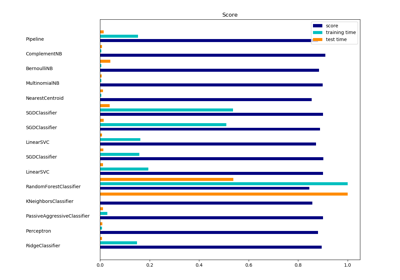 Score
score
training time
test time
Pipeline
ComplementNB
BernoulliNB
MultinomialNB
NearestCentroid
SGDClassifier
SGDClassifier
LinearSVC
SGDClassifier
LinearSVC
RandomForestClassifier
KNeighborsClassifier
PassiveAggressiveClassifier
Perceptron
RidgeClassifier
0.0 0.2 0.4 0.6 0.8 1.0